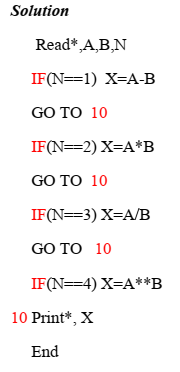 Solution
Read*,A,B,N
IF(N==1) X=A-B
GO TO 10
IF(N==2) X=A*B
GO TO 10
IF(N==3) X=A/B
GO TO 10
IF(N==4) X=A**B
10 Print*, X
End